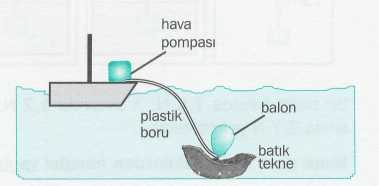 hava
pompası
plastik
boru
balon
batık
tekne